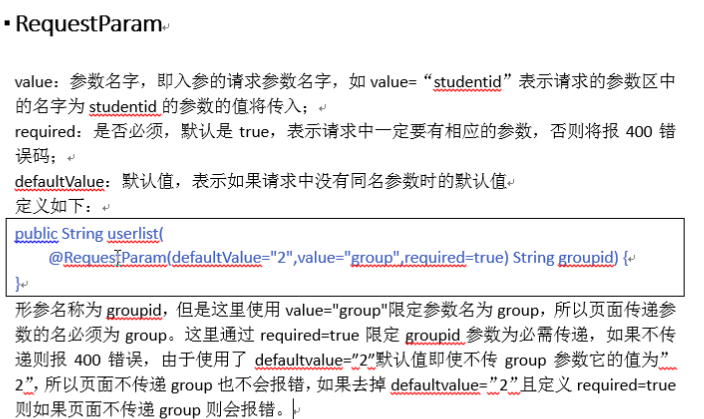 ▪ RequestParam
value：参数名字，即入参的请求参数名字，如 value=“studentid”表示请求的参数区中
的名字为 studentid 的参数的值将传入；
required：是否必须，默认是 true，表示请求中一定要有相应的参数，否则将报 400 错
误码；
defaultValue：默认值，表示如果请求中没有同名参数时的默认值
定义如下：
public String userlist(
@RequestParam(defaultValue="2",value="group",required=true) String groupid) {
}
形参名称为 groupid，但是这里使用 value="group"限定参数名为 group，所以页面传递参
数的名必须为 group。这里通过 required=true 限定 groupid 参数为必需传递，如果不传
递则报 400 错误，由于使用了 defaultvalue=”2”默认值即使不传 group 参数它的值为”
2”，所以页面不传递 group 也不会报错，如果去掉 defaultvalue=”2”且定义 required=true
则如果页面不传递 group 则会报错。